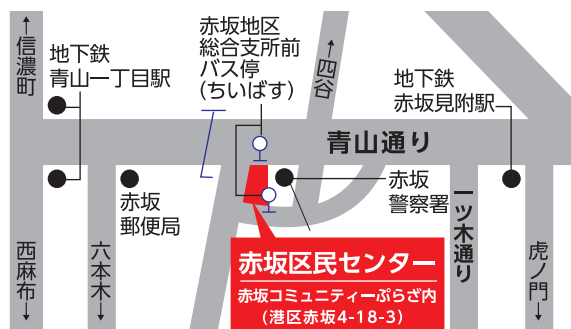 ↑
信濃町
地下鉄
青山一丁目駅
赤坂地区
総合支所前
バス停
(ちいばす)
↑
四谷
地下鉄
赤坂見附駅
青山通り
赤坂
郵便局
赤坂
警察署
一ツ木通り
西麻布
↓
六本木
↓
虎ノ門
↓
赤坂区民センター
赤坂コミュニティーぷらざ内
(港区赤坂4-18-3)